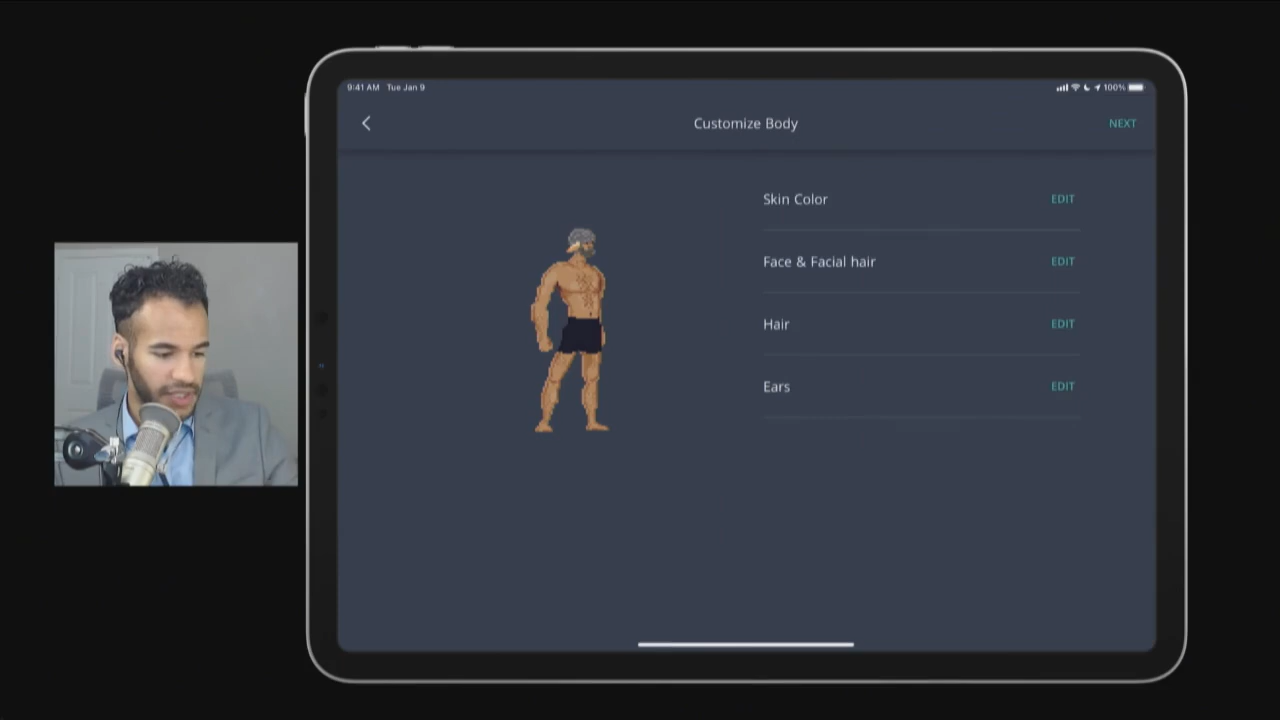 9:41 AM Tue Jan 9
100%
Customize Body
NEXT
Skin Color EDIT
Face & Facial hair EDIT
Hair EDIT
Ears EDIT